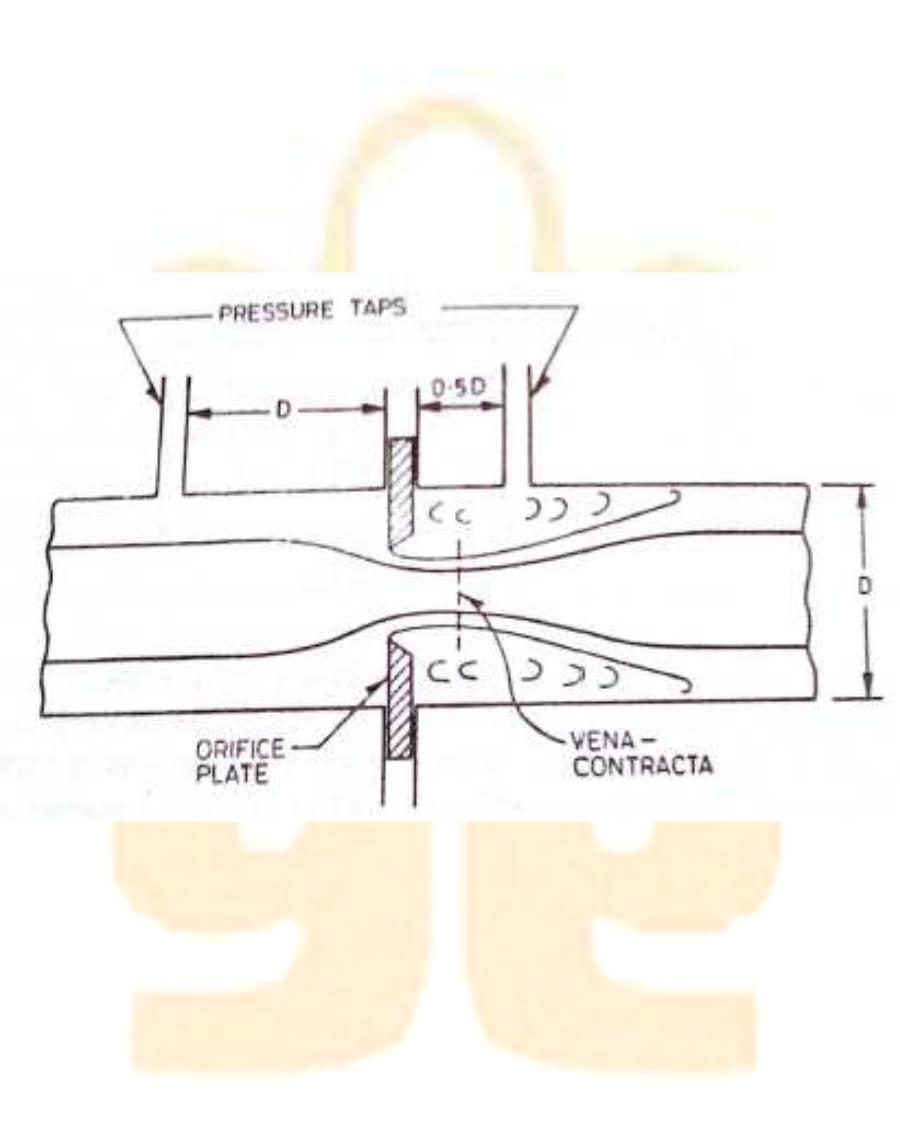 PRESSURE TAPS
D
0.5D
D
ORIFICE
PLATE
VENA-
CONTRACTA